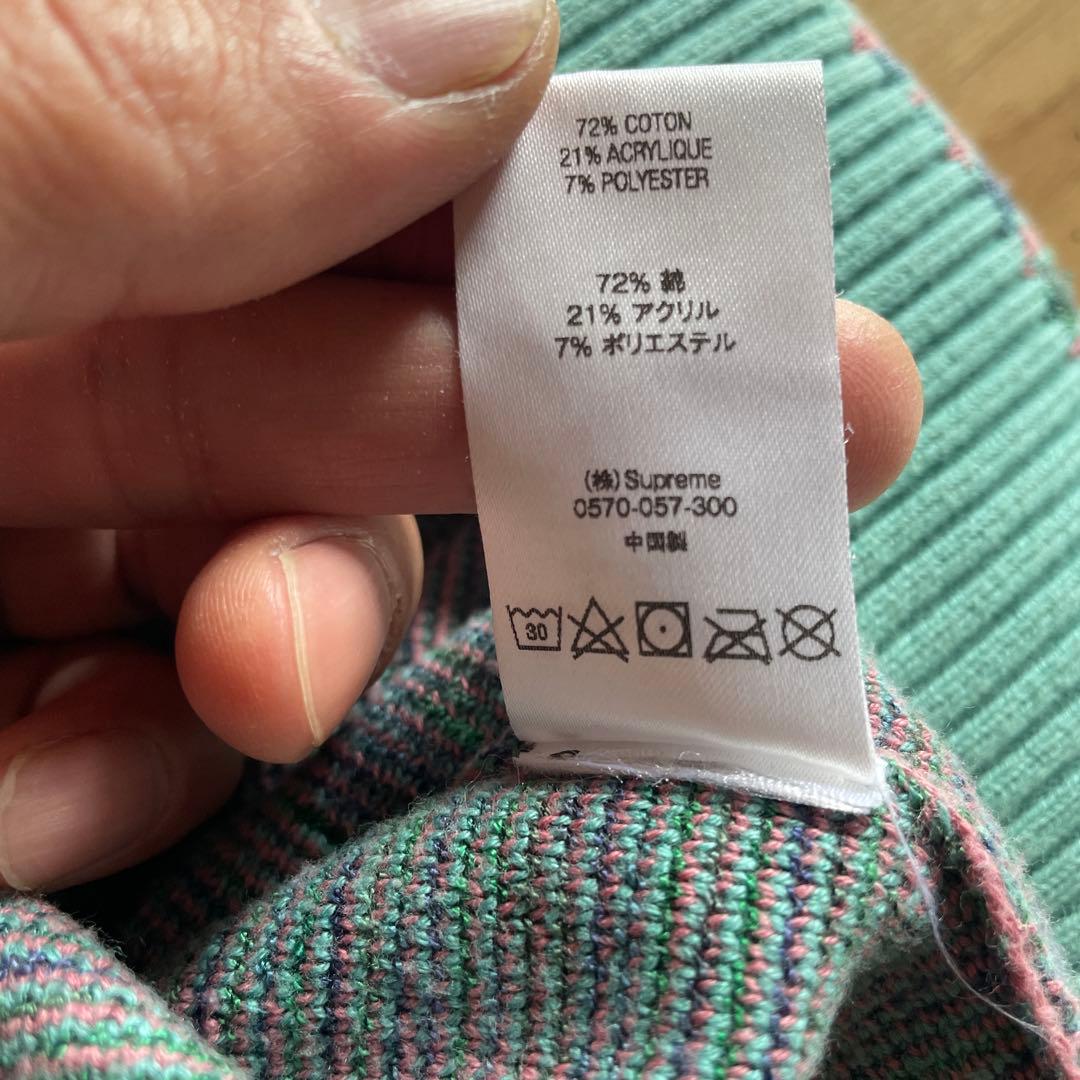 72% COTON
21% ACRYLIQUE
7% POLYESTER
72% 綿
21% アクリル
7% ポリエステル
(株)Supreme
0570-057-300
中国製
30